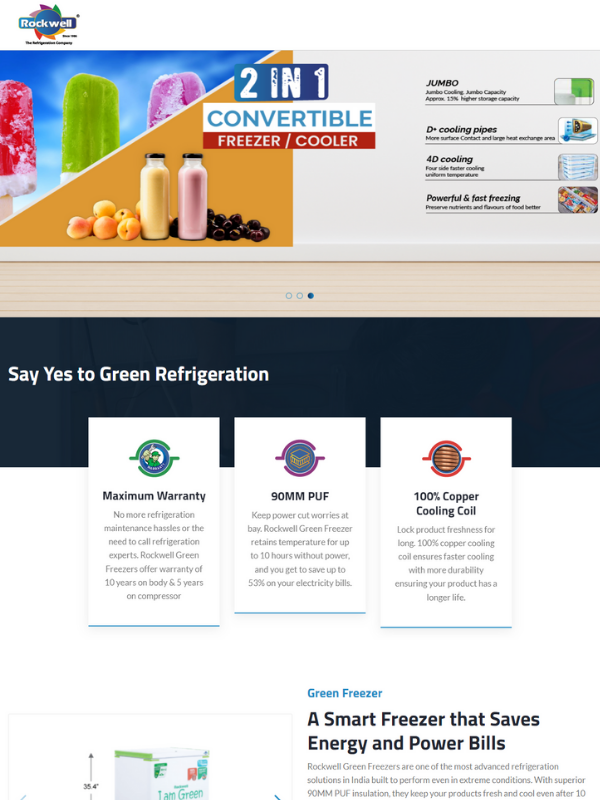 Rockwell
Since 1986
The Refrigeration Company
2 IN 1
CONVERTIBLE
FREEZER / COOLER
JUMBO
Jumbo Cooling, Jumbo Capacity
Approx. 15% higher storage capacity
D+ cooling pipes
More surface Contact and large heat exchange area
4D cooling
Four side faster cooling
uniform temperature
Powerful & fast freezing
Preserve nutrients and flavours of food better
Say Yes to Green Refrigeration
Maximum Warranty
No more refrigeration
maintenance hassles or the
need to call refrigeration
experts. Rockwell Green
Freezers offer warranty of
10 years on body & 5 years
on compressor
90MM PUF
Keep power cut worries at
bay. Rockwell Green Freezer
retains temperature for up
to 10 hours without power,
and you get to save up to
53% on your electricity bills.
100% Copper
Cooling Coil
Lock product freshness for
long. 100% copper cooling
coil ensures faster cooling
with more durability
ensuring your product has a
longer life.
Green Freezer
A Smart Freezer that Saves
Energy and Power Bills
Rockwell Green Freezers are one of the most advanced refrigeration
solutions in India built to perform even in extreme conditions. With superior
90MM PUF insulation, they keep your products fresh and cool even after 10
35.4"
I am Green